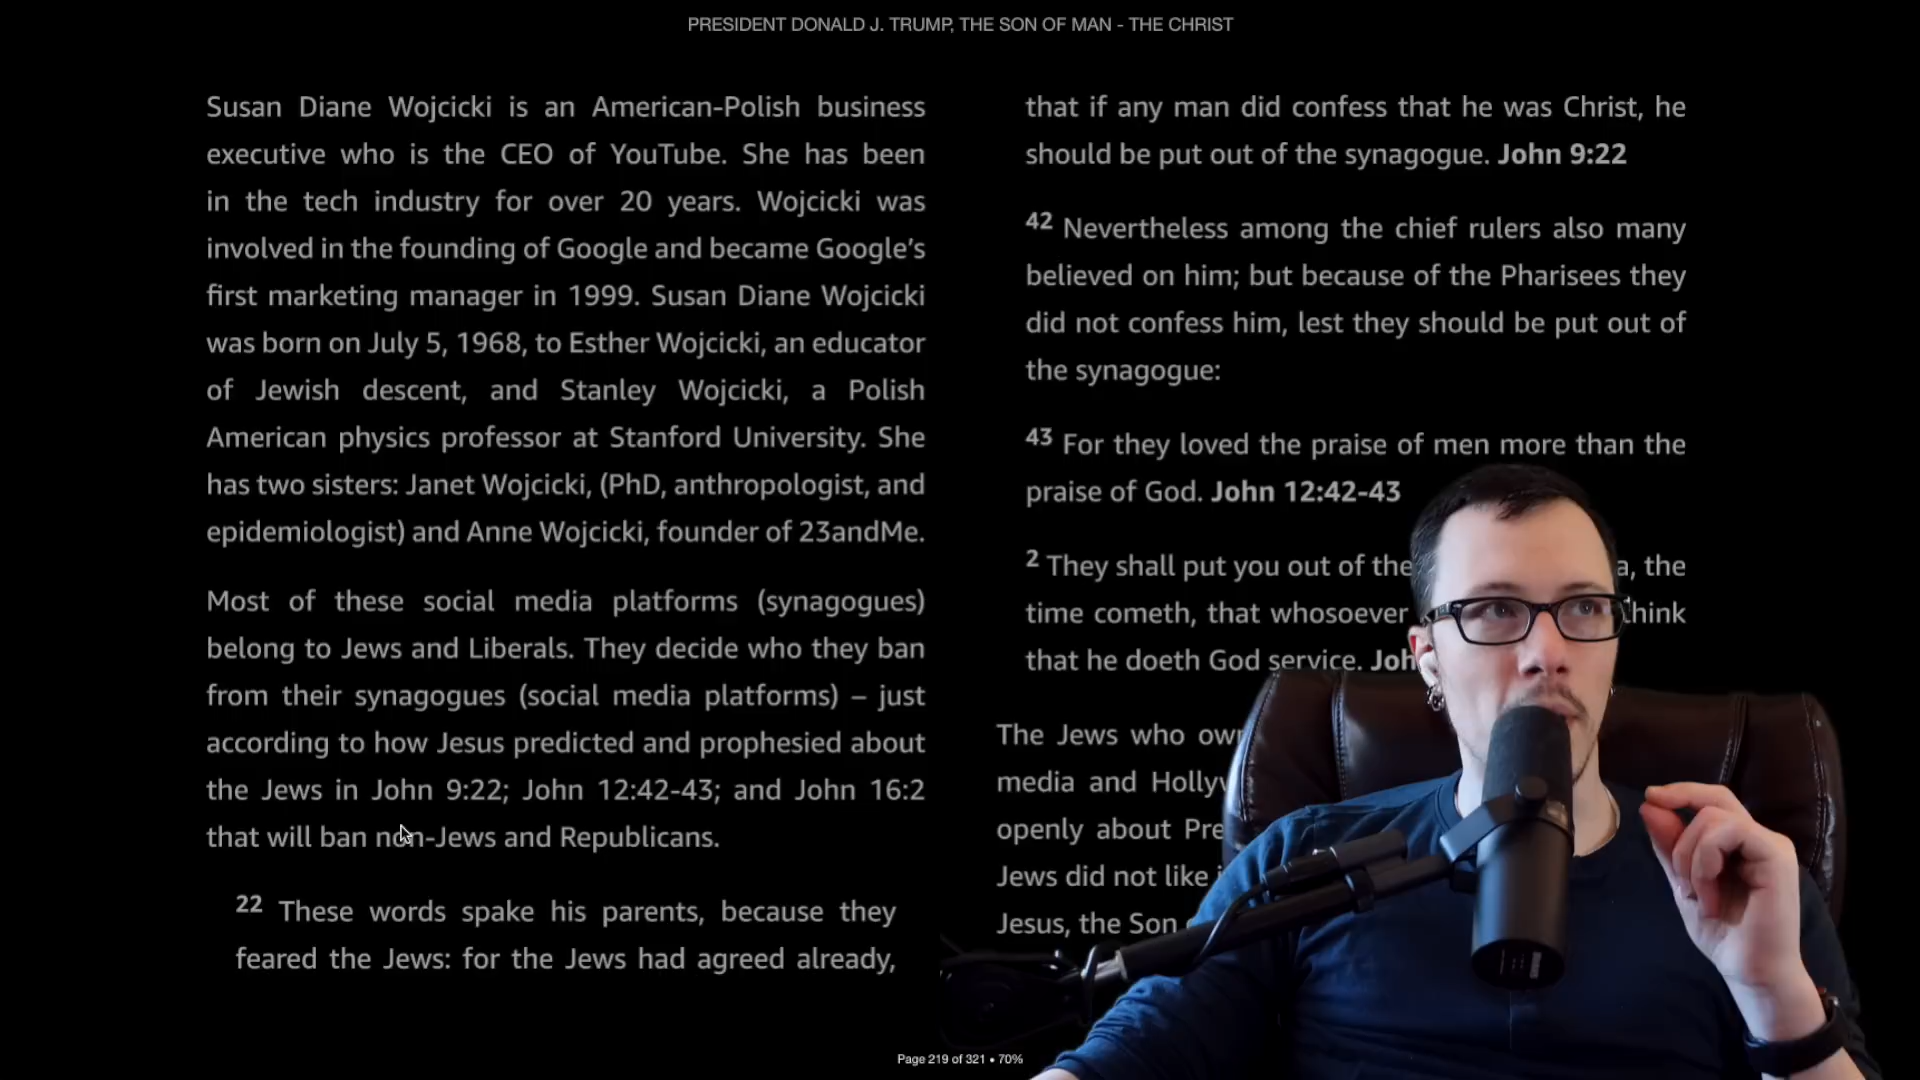 PRESIDENT DONALD J. TRUMP, THE SON OF MAN - THE CHRIST
Susan Diane Wojcicki is an American-Polish business
executive who is the CEO of YouTube. She has been
in the tech industry for over 20 years. Wojcicki was
involved in the founding of Google and became Google's
first marketing manager in 1999. Susan Diane Wojcicki
was born on July 5, 1968, to Esther Wojcicki, an educator
of Jewish descent, and Stanley Wojcicki, a Polish
American physics professor at Stanford University. She
has two sisters: Janet Wojcicki, (PhD, anthropologist, and
epidemiologist) and Anne Wojcicki, founder of 23andMe.
Most of these social media platforms (synagogues)
belong to Jews and Liberals. They decide who they ban
from their synagogues (social media platforms) – just
according to how Jesus predicted and prophesied about
the Jews in John 9:22; John 12:42-43; and John 16:2
that will ban non-Jews and Republicans.
22 These words spake his parents, because they
feared the Jews: for the Jews had agreed already,
that if any man did confess that he was Christ, he
should be put out of the synagogue. John 9:22
42 Nevertheless among the chief rulers also many
believed on him; but because of the Pharisees they
did not confess him, lest they should be put out of
the synagogue:
43 For they loved the praise of men more than the
praise of God. John 12:42-43
2 They shall put you out of the the
time cometh, that whosoever think
that he doeth God service.
The Jews who
media and
openly about
Jews did not like
Jesus, the Son
Page 219 of 321 • 70%